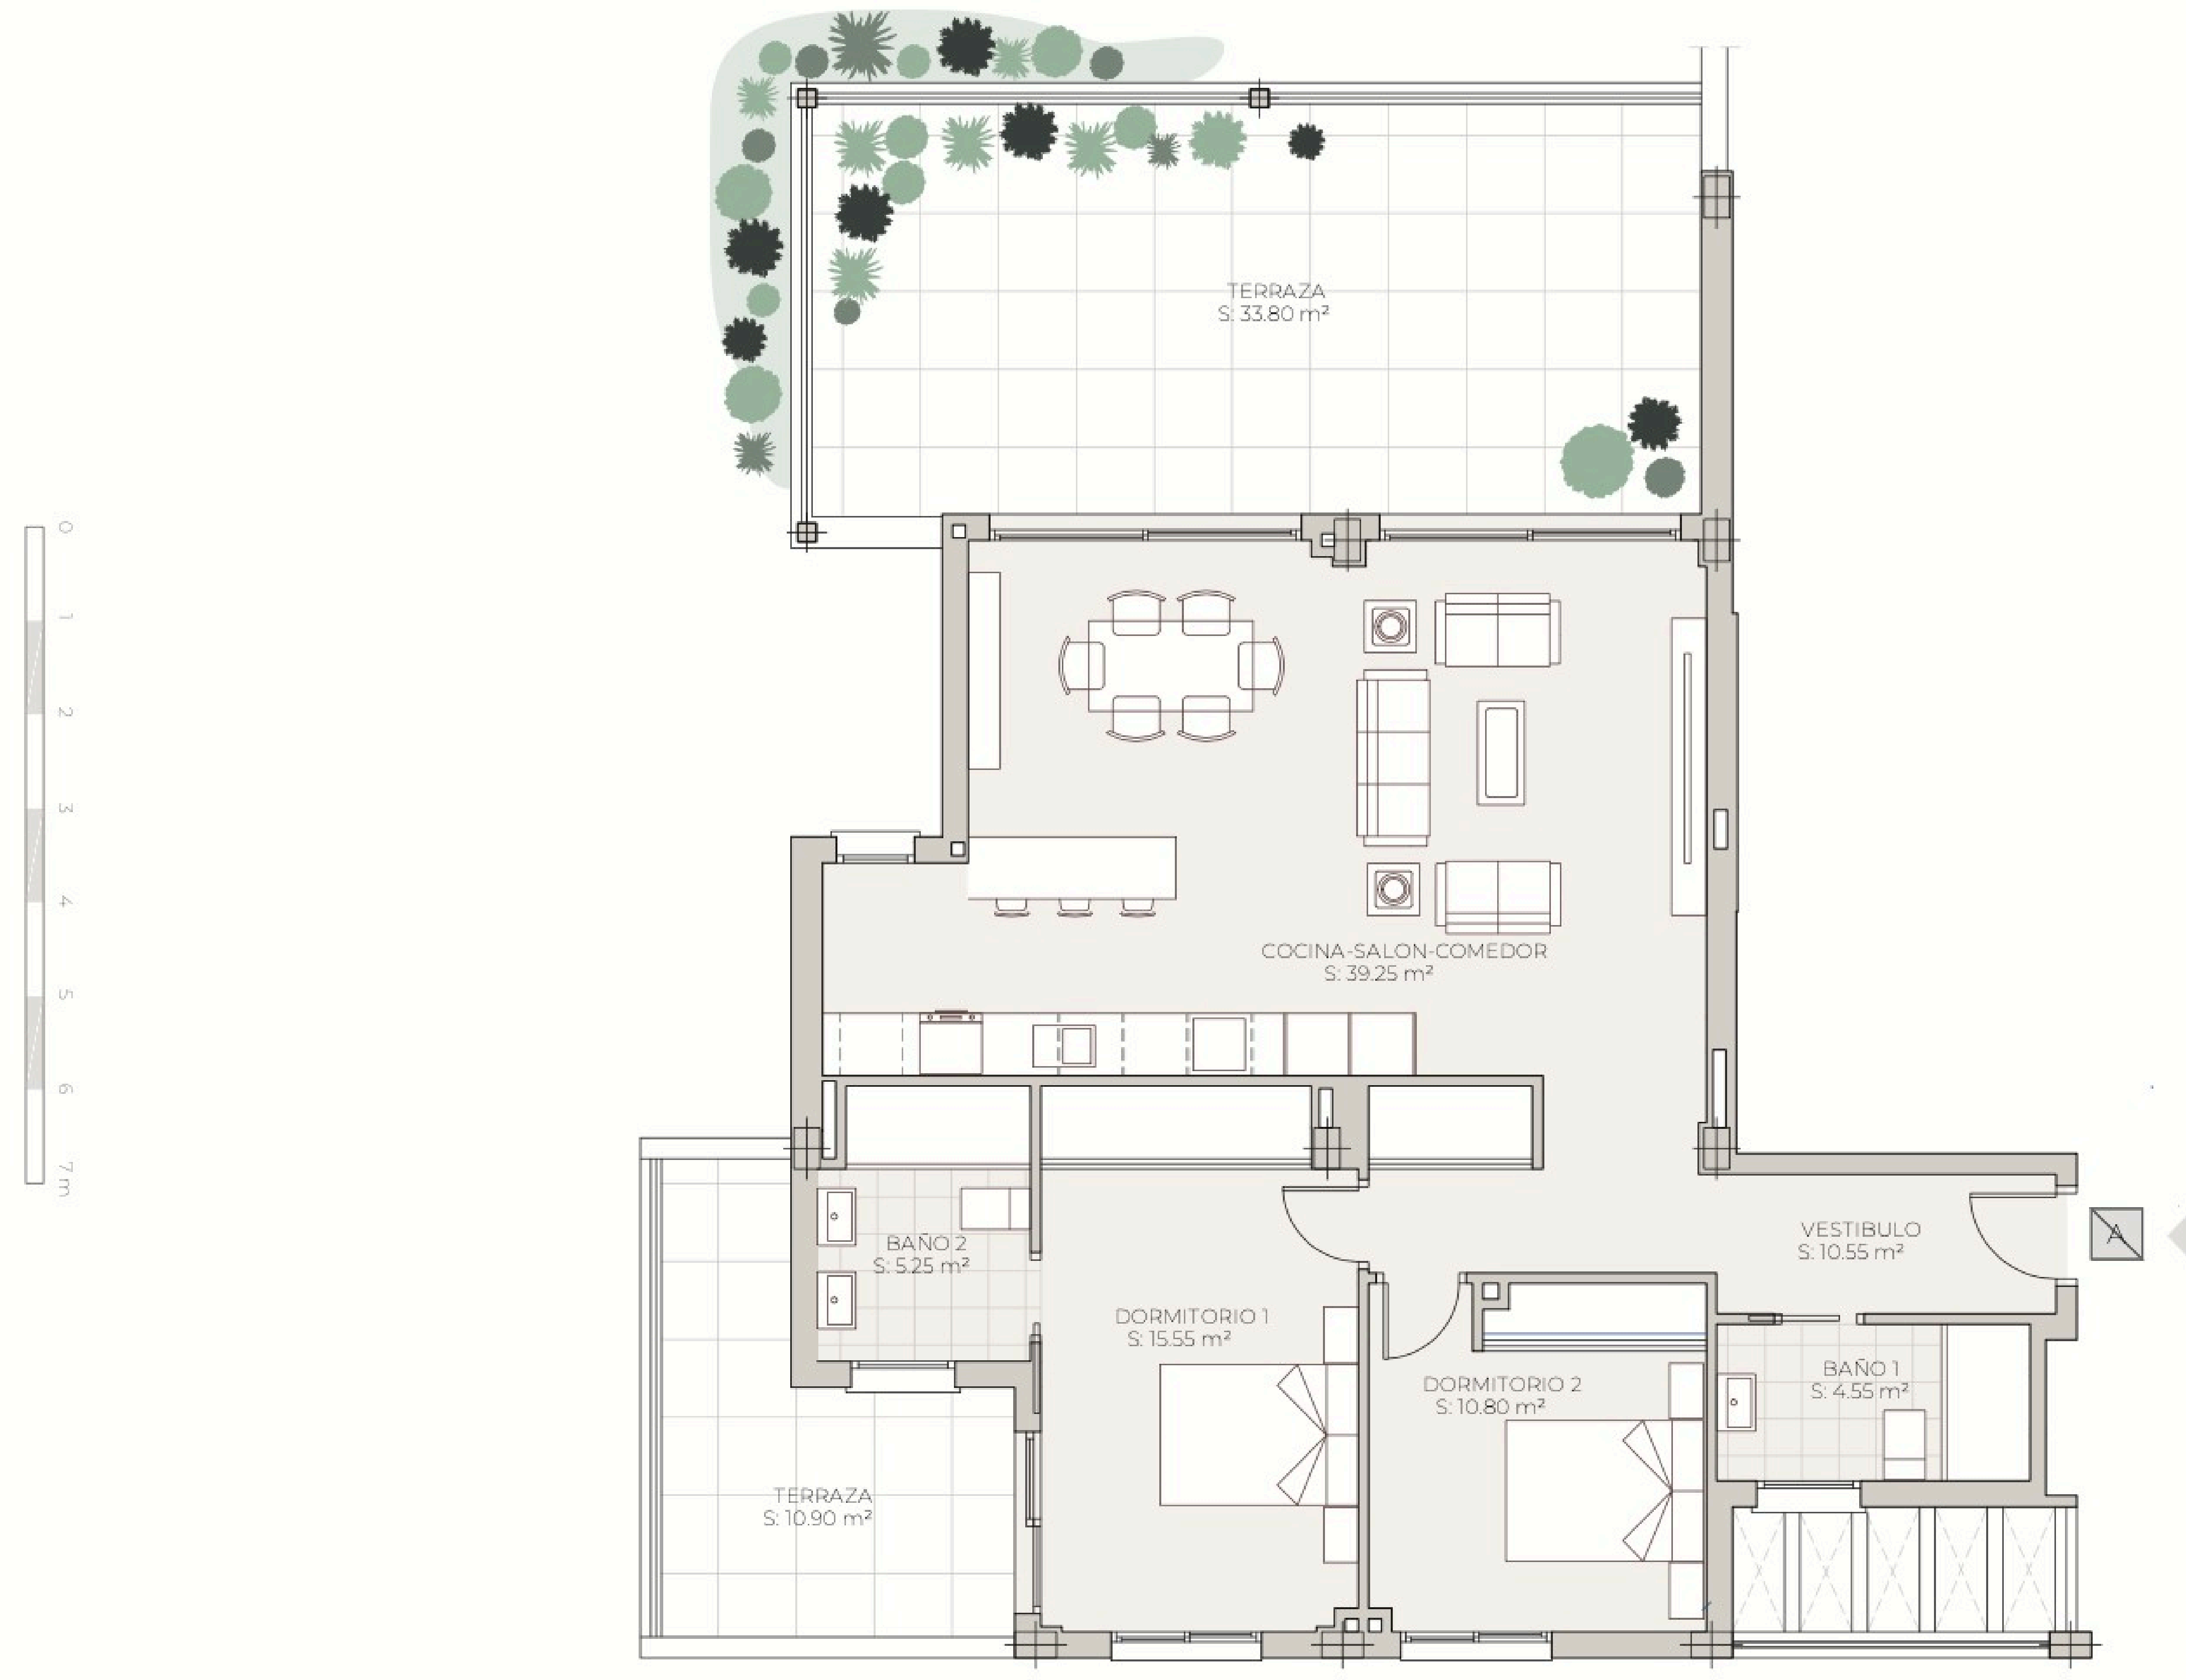 TERRAZA
S: 33.80 m²
0
1
2
3
4
5
6
7m
COCINA-SALON-COMEDOR
S: 39.25 m²
BAÑO 2
S: 5.25 m²
VESTIBULO
S: 10.55 m²
A
DORMITORIO 1
S: 15.55 m²
DORMITORIO 2
S: 10.80 m²
BAÑO 1
S: 4.55 m²
TERRAZA
S: 10.90 m²